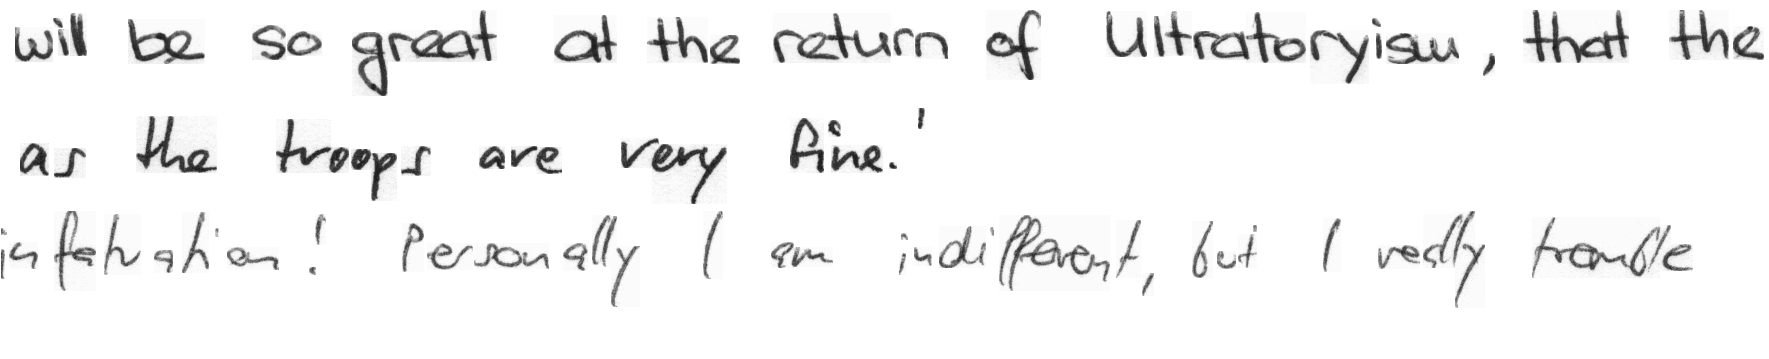 will be so great at the return of Ultratoryism, that the
as the troops are very fine.'
infatuation! Personally I am indifferent, but I really tremble